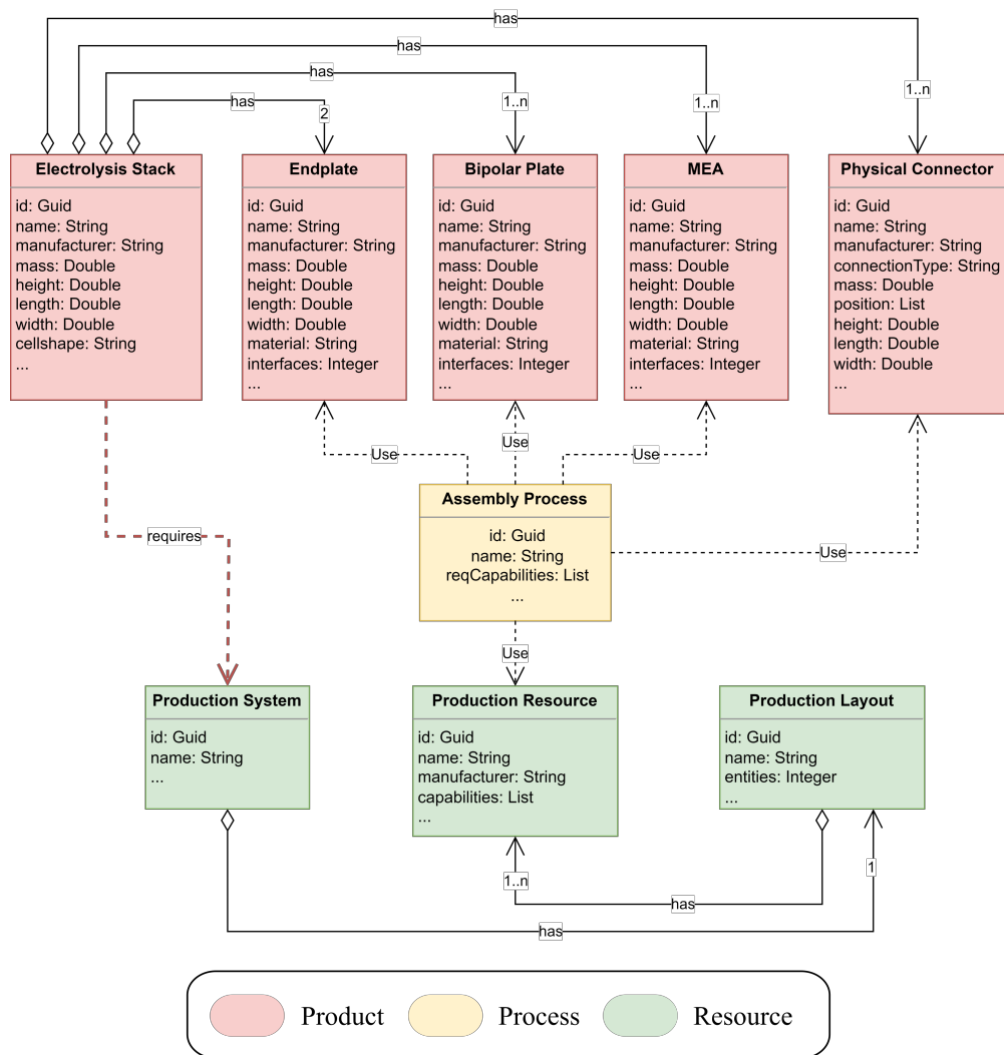 has
has
has
1..n
1..n
1..n
has
2
Electrolysis Stack
id: Guid
name: String
manufacturer: String
mass: Double
height: Double
length: Double
width: Double
cellshape: String
...
Endplate
id: Guid
name: String
manufacturer: String
mass: Double
height: Double
length: Double
width: Double
material: String
interfaces: Integer
...
Bipolar Plate
id: Guid
name: String
manufacturer: String
mass: Double
height: Double
length: Double
width: Double
material: String
interfaces: Integer
...
MEA
id: Guid
name: String
manufacturer: String
mass: Double
height: Double
length: Double
width: Double
material: String
interfaces: Integer
...
Physical Connector
id: Guid
name: String
manufacturer: String
connectionType: String
mass: Double
position: List
height: Double
length: Double
width: Double
...
Use
Use
Use
Assembly Process
id: Guid
name: String
reqCapabilities: List
...
Use
requires
Use
Production System
id: Guid
name: String
...
Production Resource
id: Guid
name: String
manufacturer: String
capabilities: List
...
Production Layout
id: Guid
name: String
entities: Integer
...
1..n
1
has
has
Product
Process
Resource